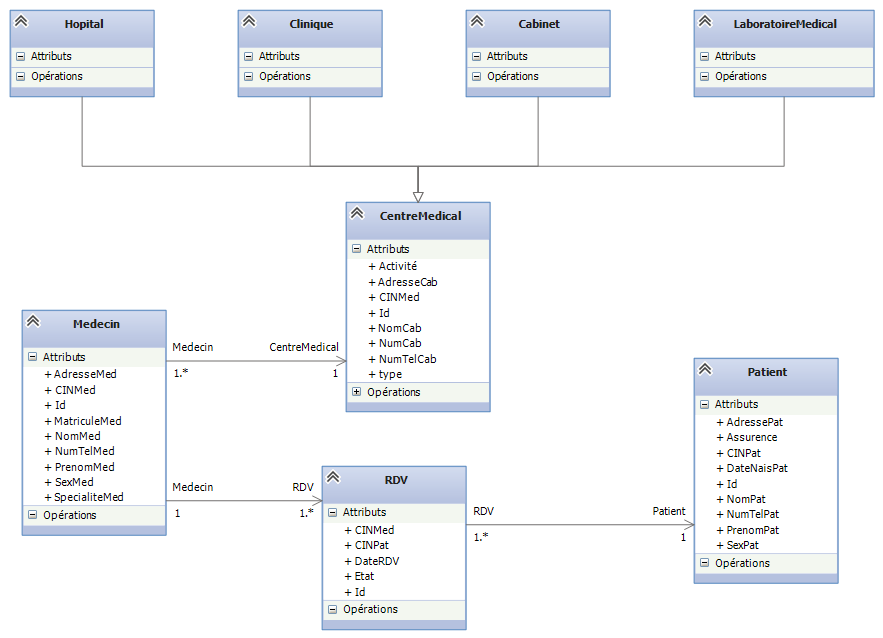 Hopital
Attributs
Opérations
Clinique
Attributs
Opérations
Cabinet
Attributs
Opérations
LaboratoireMedical
Attributs
Opérations
CentreMedical
Attributs
+ Activité
+ AdresseCab
+ CINMed
+ Id
+ NomCab
+ NumCab
+ NumTelCab
+ type
Opérations
Medecin
Attributs
+ AdresseMed
+ CINMed
+ Id
+ MatriculeMed
+ NomMed
+ NumTelMed
+ PrenomMed
+ SexMed
+ SpecialiteMed
Opérations
Medecin
CentreMedical
1.*
1
Medecin
RDV
1
1.*
RDV
Attributs
+ CINMed
+ CINPat
+ DateRDV
+ Etat
+ Id
Opérations
RDV
Patient
1.*
1
Patient
Attributs
+ AdressePat
+ Assurence
+ CINPat
+ DateNaisPat
+ Id
+ NomPat
+ NumTelPat
+ PrenomPat
+ SexPat
Opérations